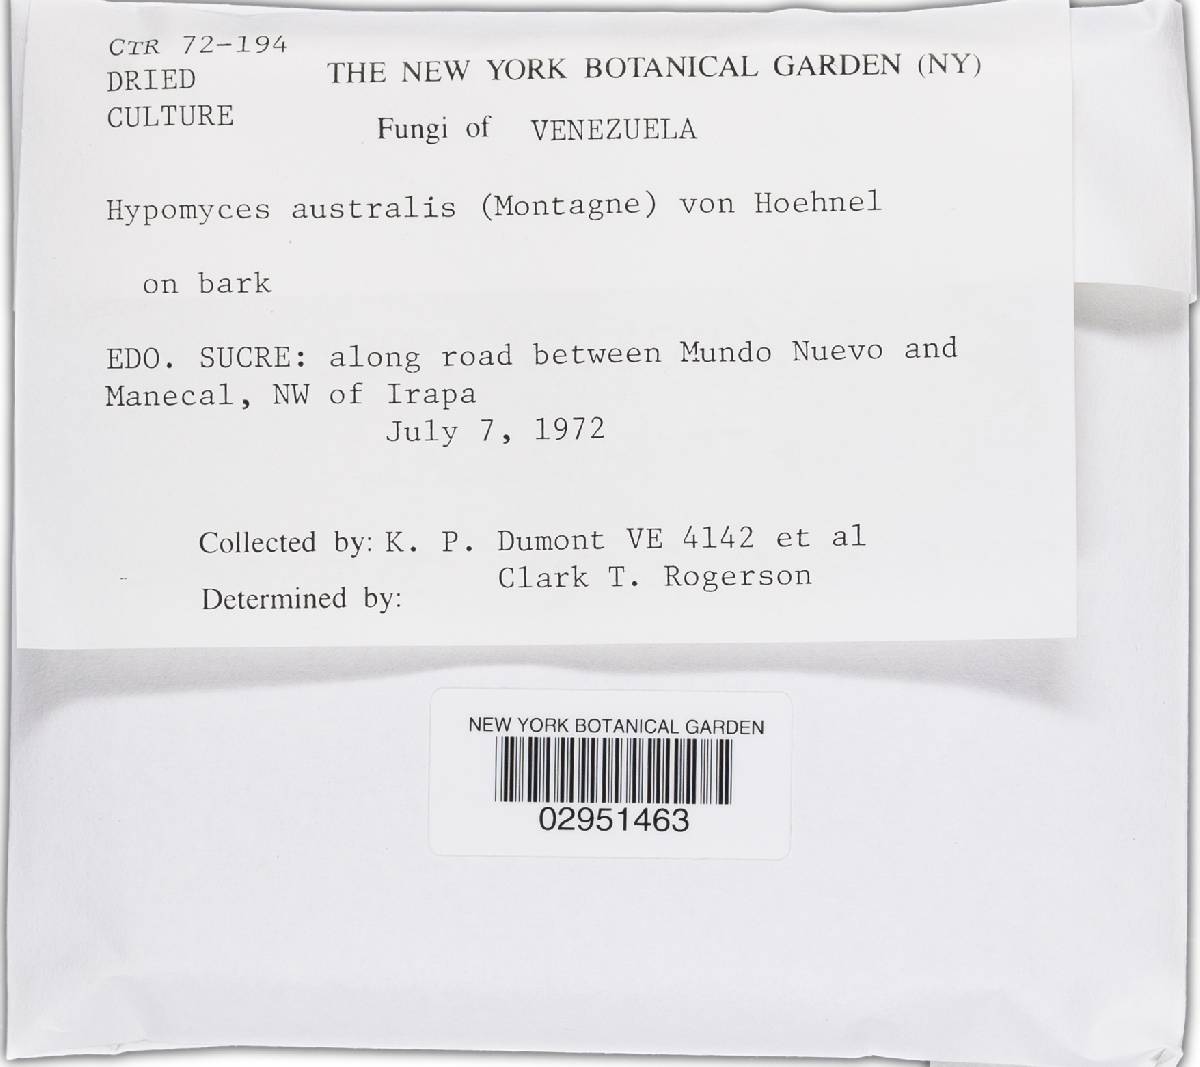 CTR 72-194
DRIED
CULTURE
THE NEW YORK BOTANICAL GARDEN (NY)
Fungi of VENEZUELA
Hypomyces australis (Montagne) von Hoehnel
on bark
EDO. SUCRE: along road between Mundo Nuevo and
Manecal, NW of Irapa
July 7, 1972
Collected by: K. P. Dumont VE 4142 et al
Clark T. Rogerson
Determined by:
NEW YORK BOTANICAL GARDEN
02951463